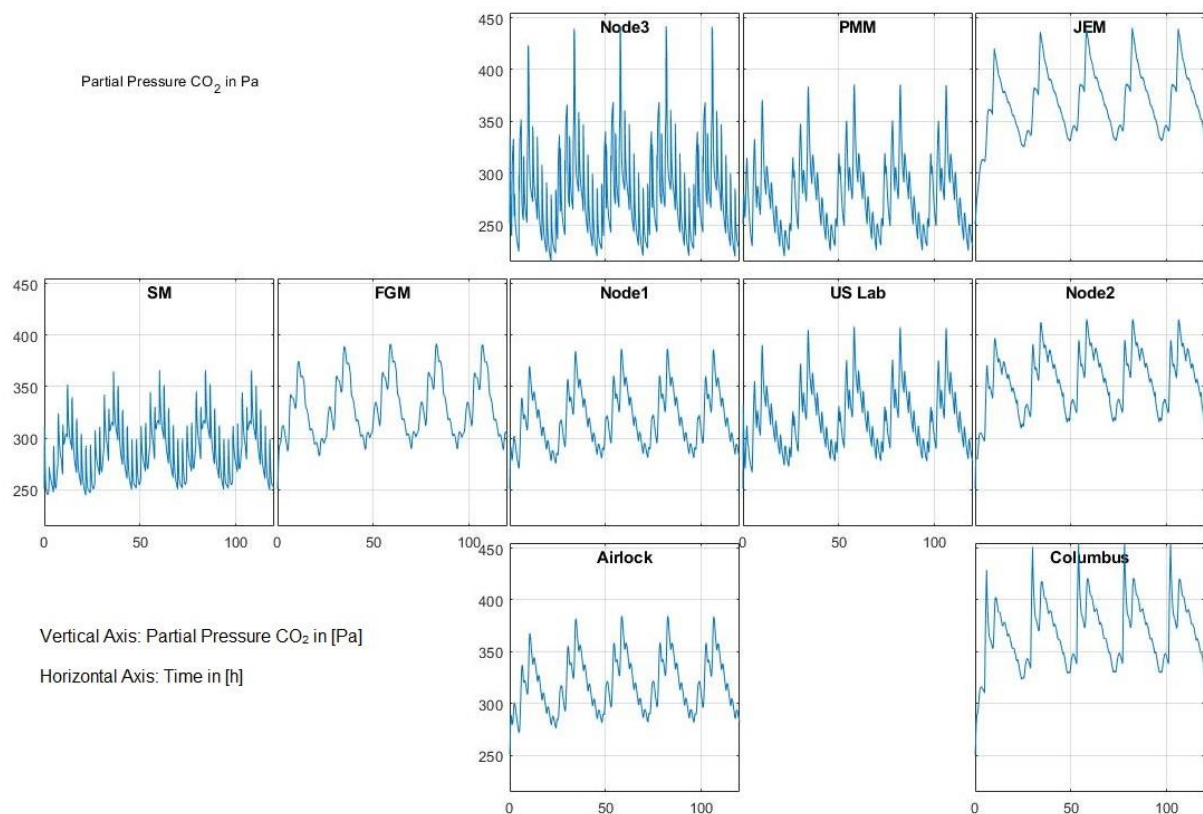 450 Node3 PMM JEM
Partial Pressure CO2 in Pa
400
350
300
250
450 SM FGM Node1 US Lab Node2
400
350
300
250
0 50 100 0 50 100 0 50 100
450 Airlock Columbus
400
Vertical Axis: Partial Pressure CO₂ in [Pa]
350
Horizontal Axis: Time in [h]
300
250
0 50 100 0 50 100